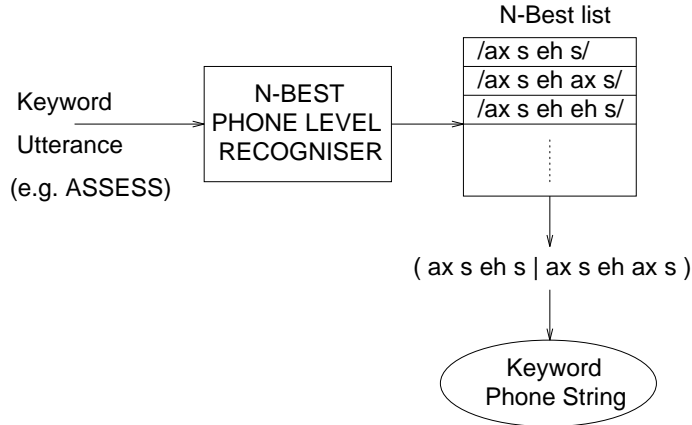 N-Best list
/ax s eh s/
/ax s eh ax s/
/ax s eh eh s/
Keyword
Utterance
(e.g. ASSESS)
N-BEST
PHONE LEVEL
RECOGNISER
( ax s eh s | ax s eh ax s )
Keyword
Phone String